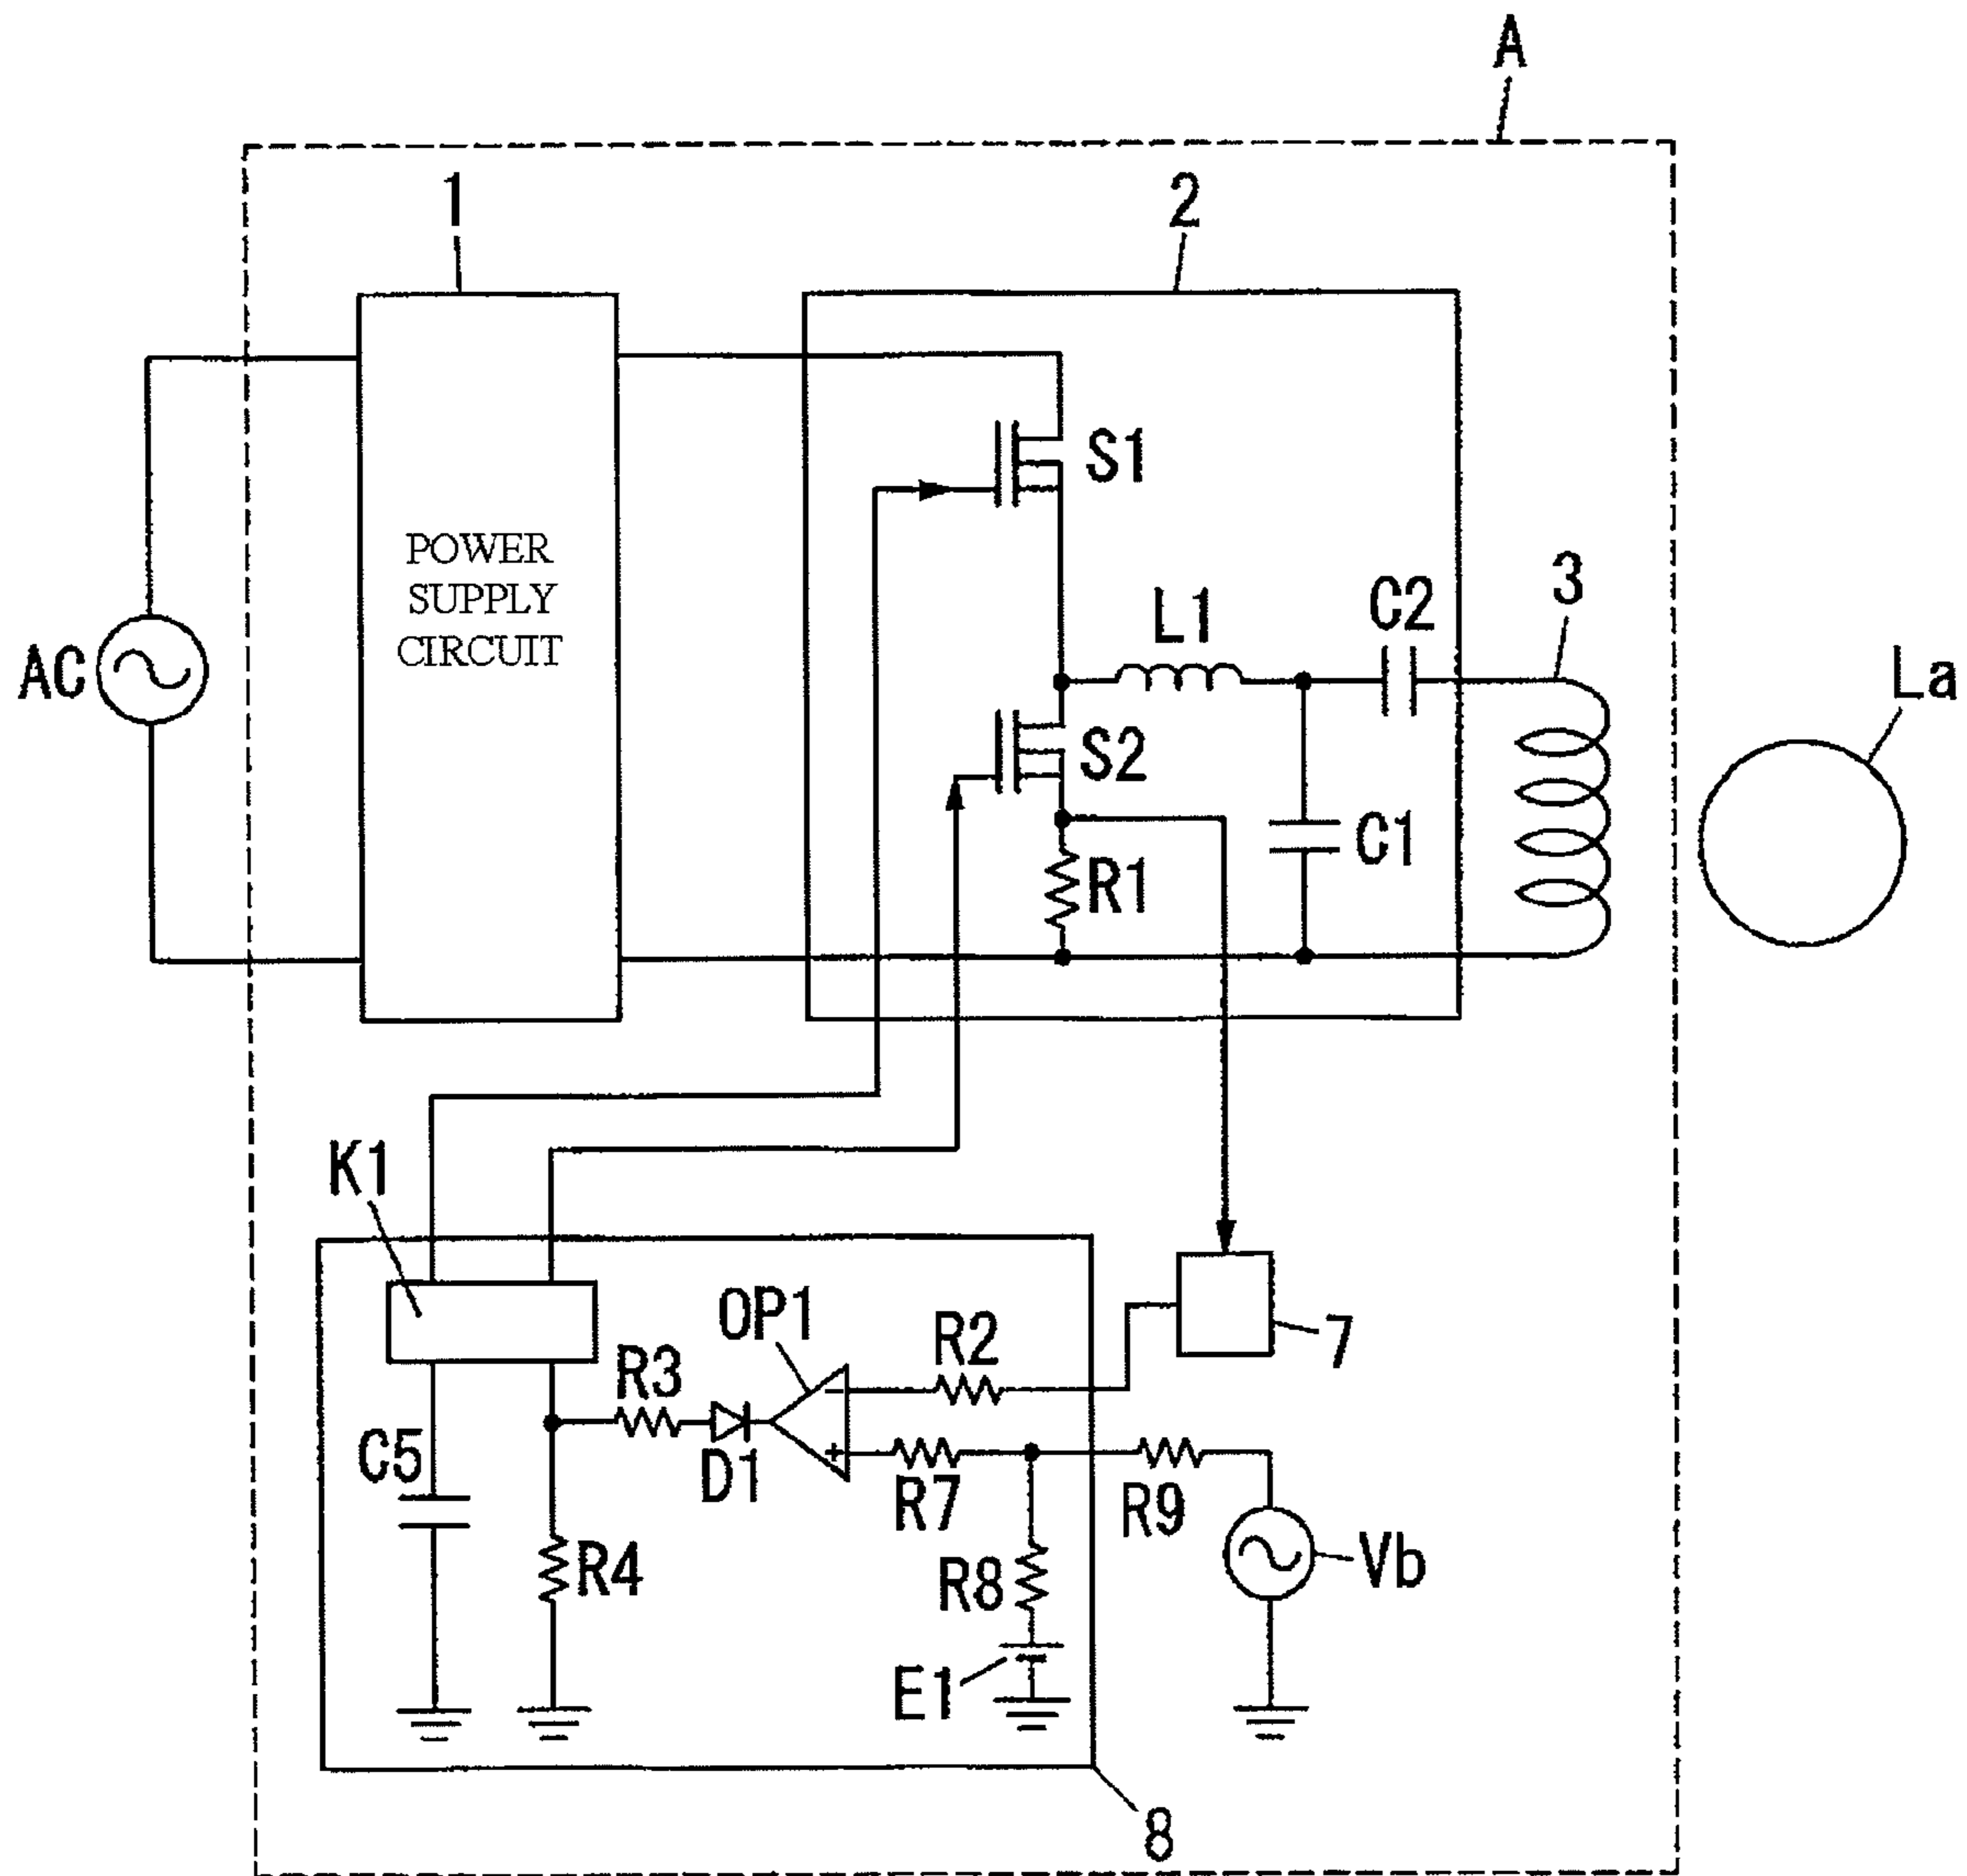 A
1
2
POWER
SUPPLY
CIRCUIT
AC
S1
L1
C2
3
La
S2
C1
R1
K1
OP1
R2
7
R3
C5
D1
- 
+
R7
R9
R4
R8
Vb
E1
8